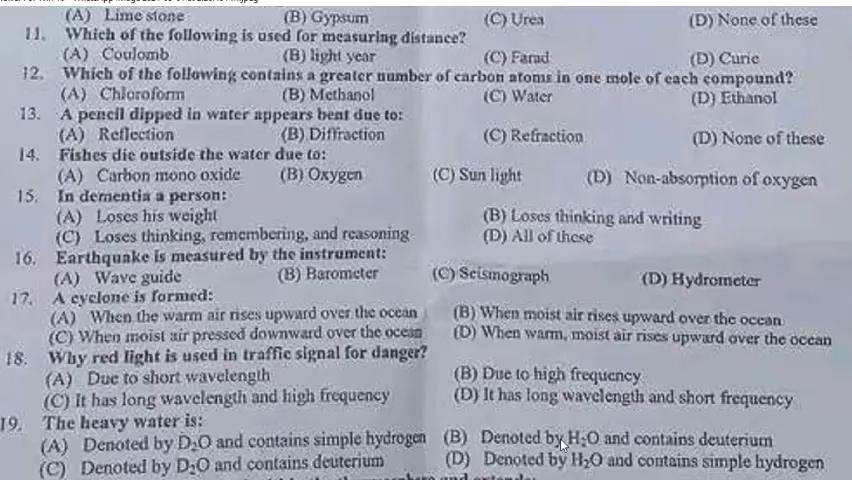 (A) Lime stone (B) Gypsum (C) Urea (D) None of these
11. Which of the following is used for measuring distance?
(A) Coulomb (B) light year (C) Farad (D) Curie
12. Which of the following contains a greater number of carbon atoms in one mole of each compound?
(A) Chloroform (B) Methanol (C) Water (D) Ethanol
13. A pencil dipped in water appears bent due to:
(A) Reflection (B) Diffraction (C) Refraction (D) None of these
14. Fishes die outside the water due to:
(A) Carbon mono oxide (B) Oxygen (C) Sun light (D) Non-absorption of oxygen
15. In dementia a person:
(A) Loses his weight (B) Loses thinking and writing
(C) Loses thinking, remembering, and reasoning (D) All of these
16. Earthquake is measured by the instrument:
(A) Wave guide (B) Barometer (C) Seismograph (D) Hydrometer
17. A cyclone is formed:
(A) When the warm air rises upward over the ocean (B) When moist air rises upward over the ocean
(C) When moist air pressed downward over the ocean (D) When warm, moist air rises upward over the ocean
18. Why red light is used in traffic signal for danger?
(A) Due to short wavelength (B) Due to high frequency
(C) It has long wavelength and high frequency (D) It has long wavelength and short frequency
19. The heavy water is:
(A) Denoted by D₂O and contains simple hydrogen (B) Denoted by H₂O and contains deuterium
(C) Denoted by D₂O and contains deuterium (D) Denoted by H₂O and contains simple hydrogen